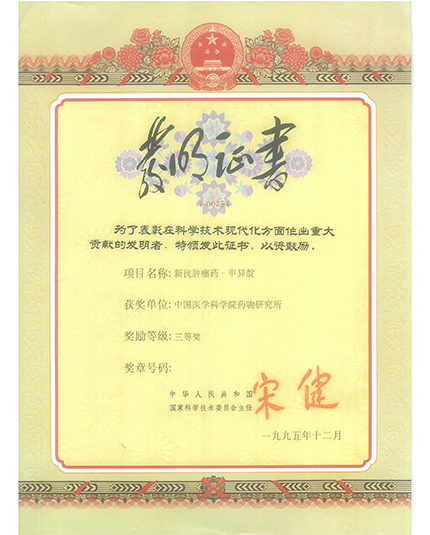 发明证书
为了表彰在科学技术现代化方面作出重大
贡献的发明者，特颁发此证书，以资鼓励。
项目名称：新抗肿瘤药－甲异靛
获奖单位：中国医学科学院药物研究所
奖励等级：三等奖
奖章号码：
中华人民共和国
国家科学技术委员会主任
宋健
一九九五年十二月